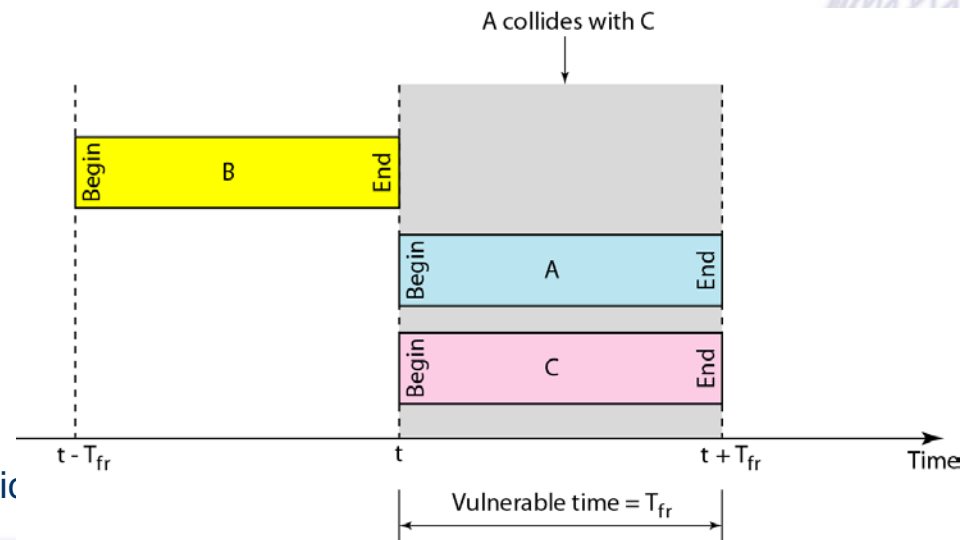 A collides with C
Begin
B
End
Begin
A
End
Begin
C
End
t - Tfr
t
t + Tfr
Time
Vulnerable time = Tfr